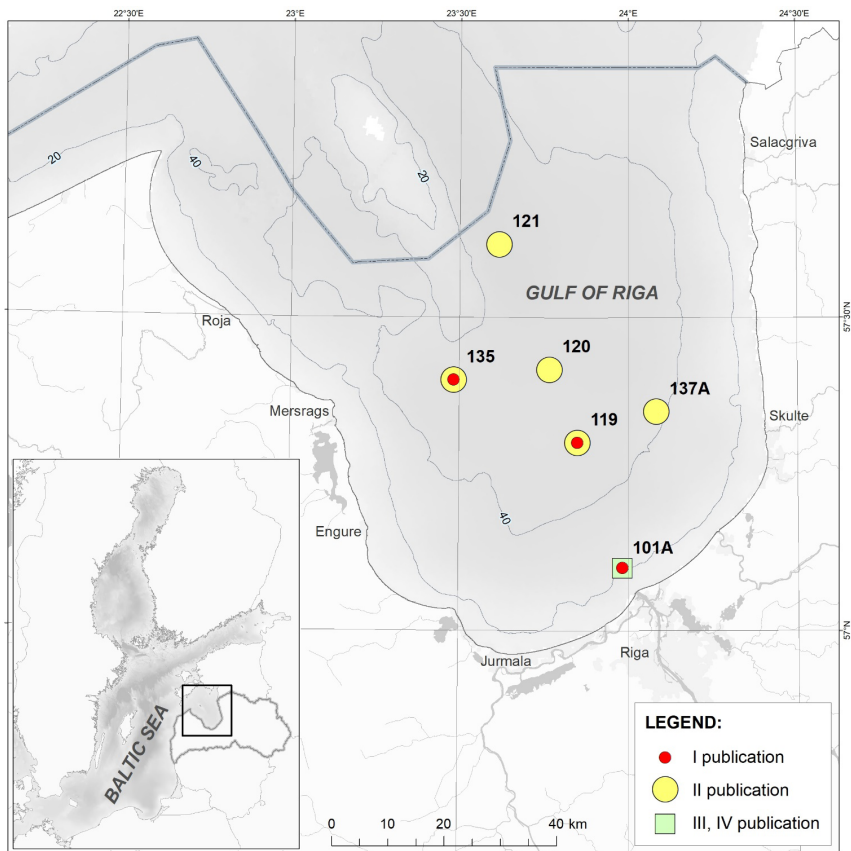 22°30'E
23°E
23°30'E
24°E
24°30'E
Salacgriva
20
40
20
121
GULF OF RIGA
57°30'N
Roja
135
120
137A
Mersrags
119
Skulte
40
Engure
101A
57°N
Jurmala
Riga
BALTIC SEA
LEGEND:
I publication
II publication
III, IV publication
0 10 20 40 km